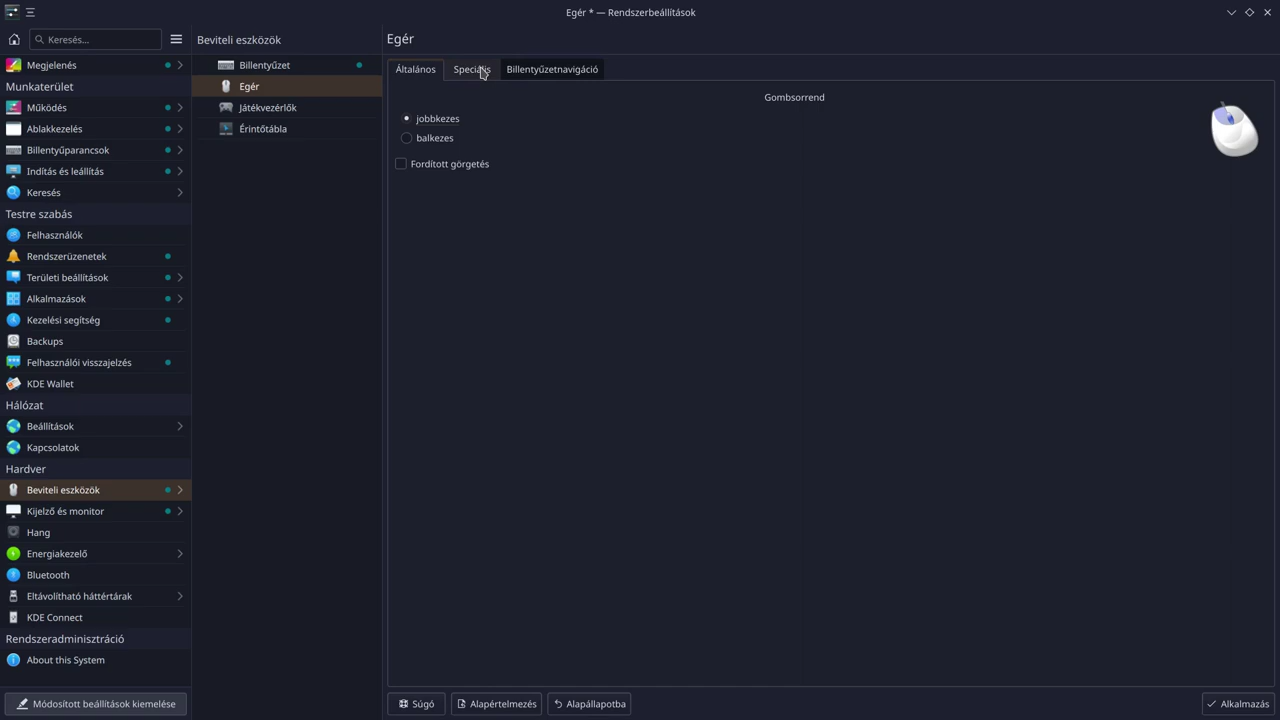 Egér * — Rendszerbeállítások
Keresés...
Megjelenés
Munkaterület
Működés
Ablakkezelés
Billentyűparancsok
Indítás és leállítás
Keresés
Testre szabás
Felhasználók
Rendszerüzenetek
Területi beállítások
Alkalmazások
Kezelési segítség
Backups
Felhasználói visszajelzés
KDE Wallet
Hálózat
Beállítások
Kapcsolatok
Hardver
Beviteli eszközök
Kijelző és monitor
Hang
Energiakezelő
Bluetooth
Eltávolítható háttértárak
KDE Connect
Rendszeradminisztráció
About this System
Módosított beállítások kiemelése
Beviteli eszközök
Billentyűzet
Egér
Játékvezérlők
Érintőtábla
Egér
Általános Speciális Billentyűzetnavigáció
Gombsorrend
jobbkezes
balkezes
Fordított görgetés
Súgó Alapértelmezés Alapállapotba Alkalmazás